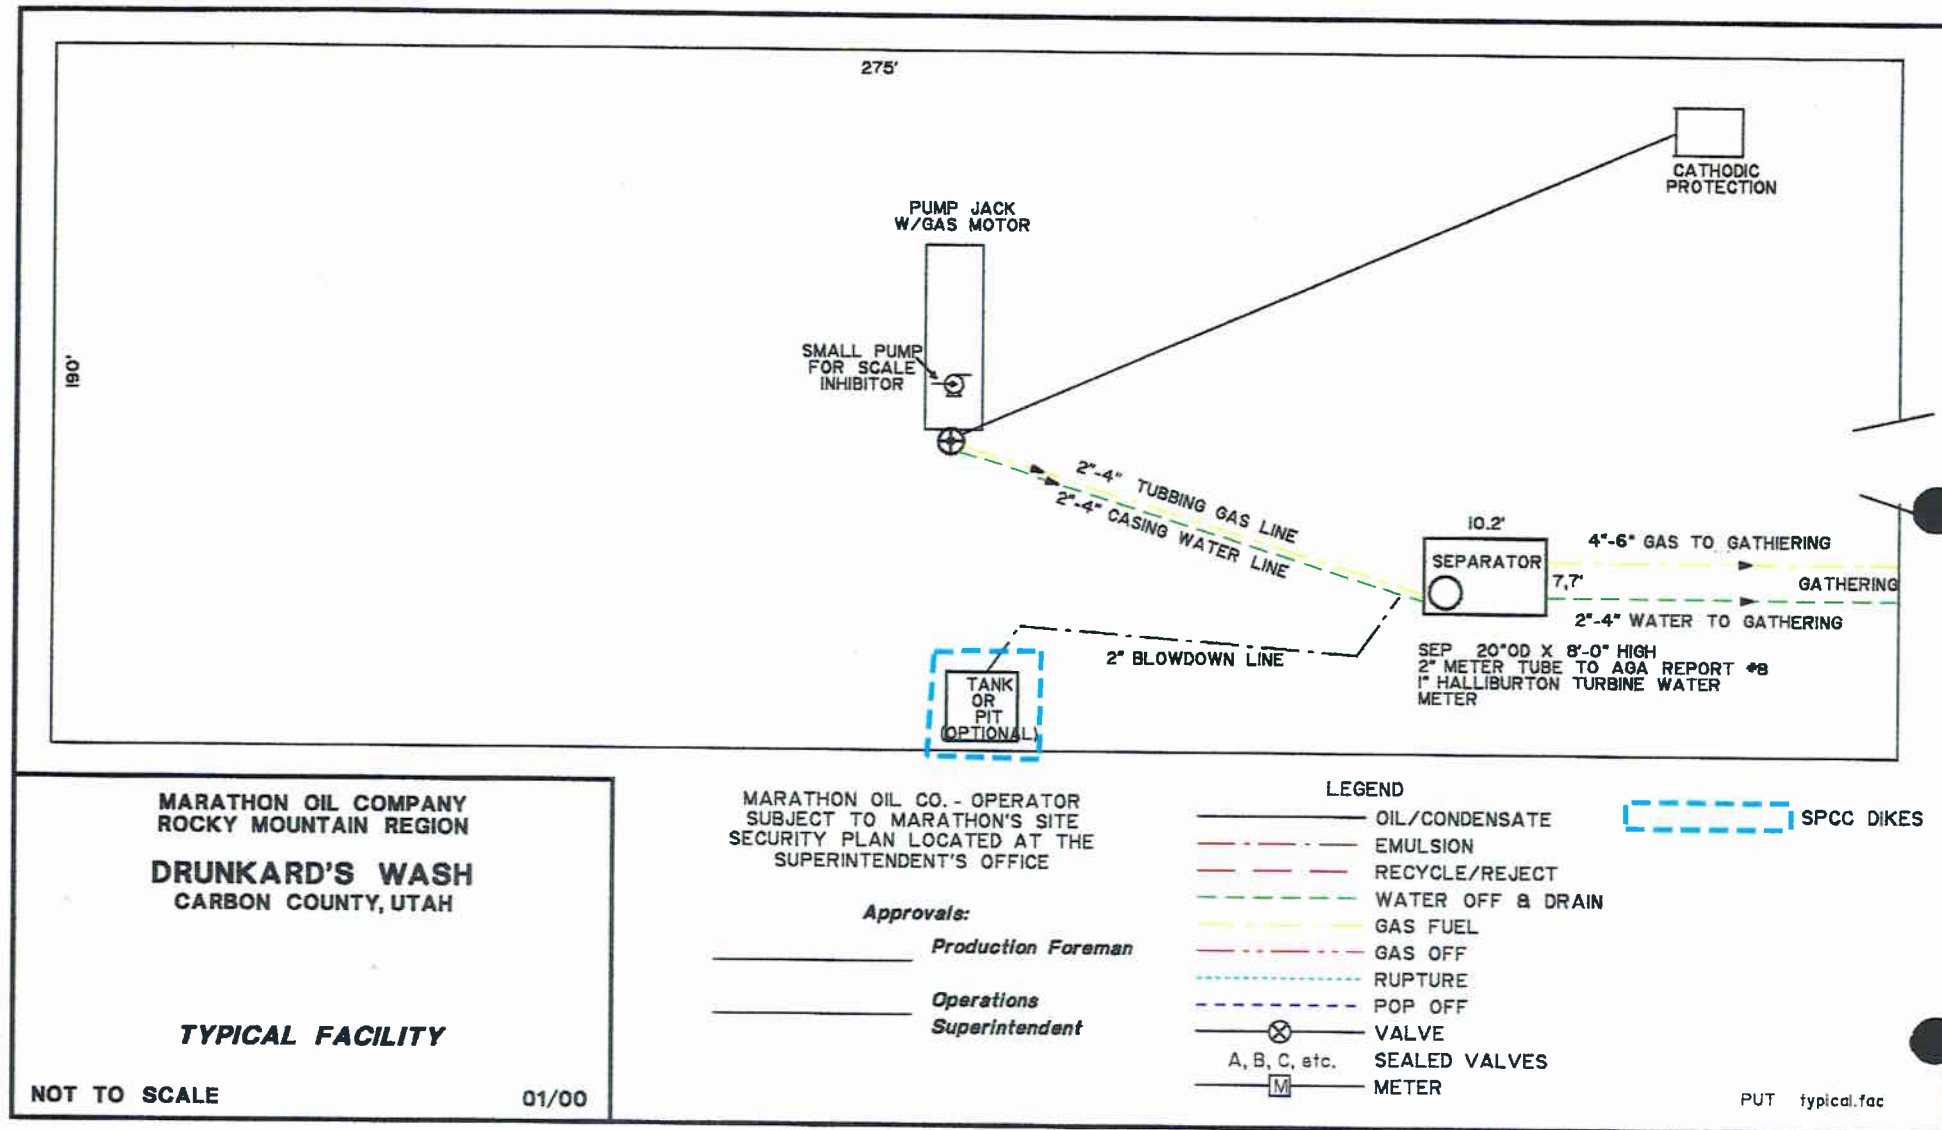 275'
190'
CATHODIC
PROTECTION
PUMP JACK
W/GAS MOTOR
SMALL PUMP
FOR SCALE
INHIBITOR
2"-4" TUBBING GAS LINE
2"-4" CASING WATER LINE
10.2'
SEPARATOR
7,7'
4"-6" GAS TO GATHIERING
GATHERING
2"-4" WATER TO GATHERING
2" BLOWDOWN LINE
SEP 20"OD X 8'-0" HIGH
2" METER TUBE TO AGA REPORT #8
1" HALLIBURTON TURBINE WATER
METER
TANK
OR
PIT
(OPTIONAL)
MARATHON OIL COMPANY
ROCKY MOUNTAIN REGION
DRUNKARD'S WASH
CARBON COUNTY, UTAH
TYPICAL FACILITY
NOT TO SCALE
01/00
MARATHON OIL CO. - OPERATOR
SUBJECT TO MARATHON'S SITE
SECURITY PLAN LOCATED AT THE
SUPERINTENDENT'S OFFICE
Approvals:
Production Foreman
Operations
Superintendent
LEGEND
OIL/CONDENSATE
EMULSION
RECYCLE/REJECT
WATER OFF & DRAIN
GAS FUEL
GAS OFF
RUPTURE
POP OFF
VALVE
A, B, C, etc. SEALED VALVES
M METER
SPCC DIKES
PUT typical.fac